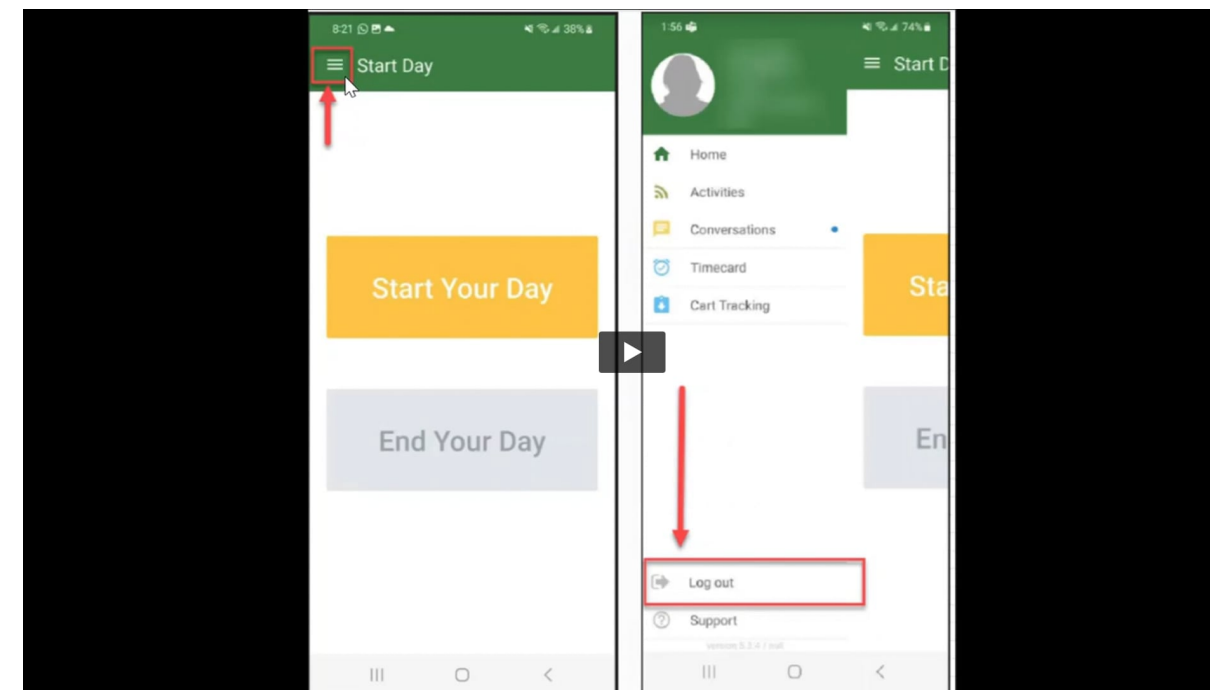 8:21
38%
Start Day
Start Your Day
End Your Day
1:56
74%
Start D
Home
Activities
Conversations
Timecard
Cart Tracking
Sta
En
Log out
Support
version